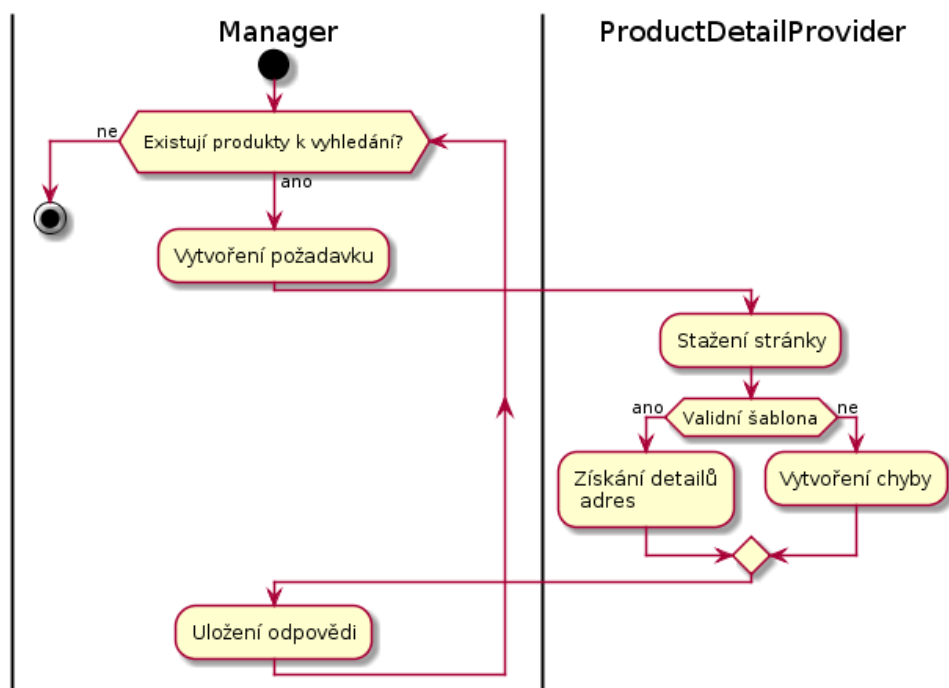 Manager
ProductDetailProvider
Existují produkty k vyhledání?
ne
ano
Vytvoření požadavku
Stažení stránky
Validní šablona
ano
ne
Získání detailů
adres
Vytvoření chyby
Uložení odpovědi